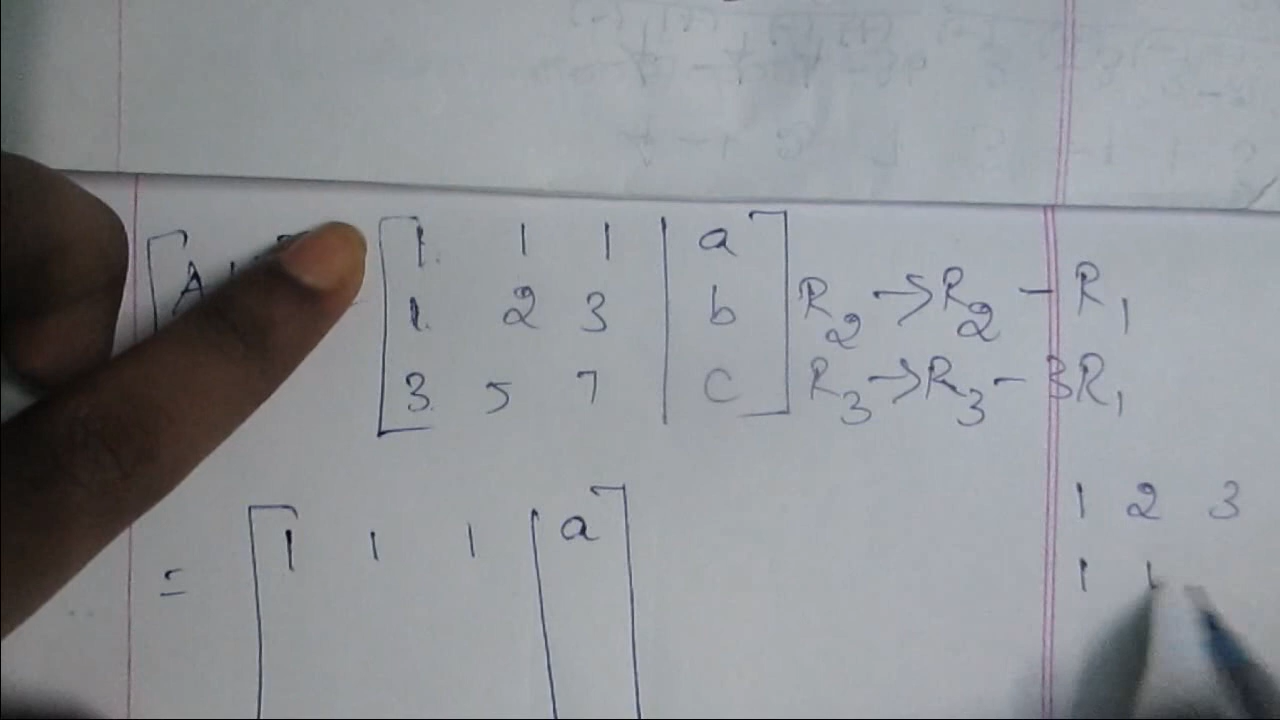 [A, [1 1 1 | a]
1 2 3 | b R₂ → R₂ - R₁
3 5 7 | c] R₃ → R₃ - 3R₁
1 2 3
= [1 1 1 | a]
1 1